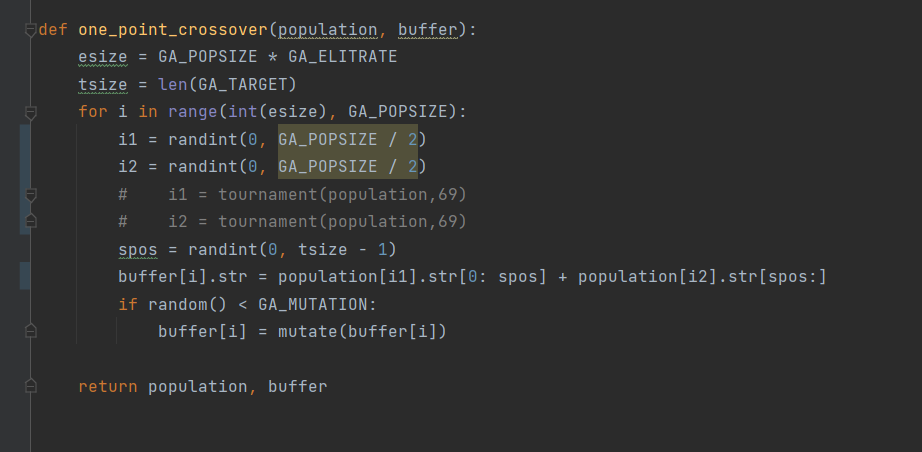 def one_point_crossover(population, buffer):
    esize = GA_POPSIZE * GA_ELITRATE
    tsize = len(GA_TARGET)
    for i in range(int(esize), GA_POPSIZE):
        i1 = randint(0, GA_POPSIZE / 2)
        i2 = randint(0, GA_POPSIZE / 2)
        #    i1 = tournament(population,69)
        #    i2 = tournament(population,69)
        spos = randint(0, tsize - 1)
        buffer[i].str = population[i1].str[0: spos] + population[i2].str[spos:]
        if random() < GA_MUTATION:
            buffer[i] = mutate(buffer[i])
    return population, buffer